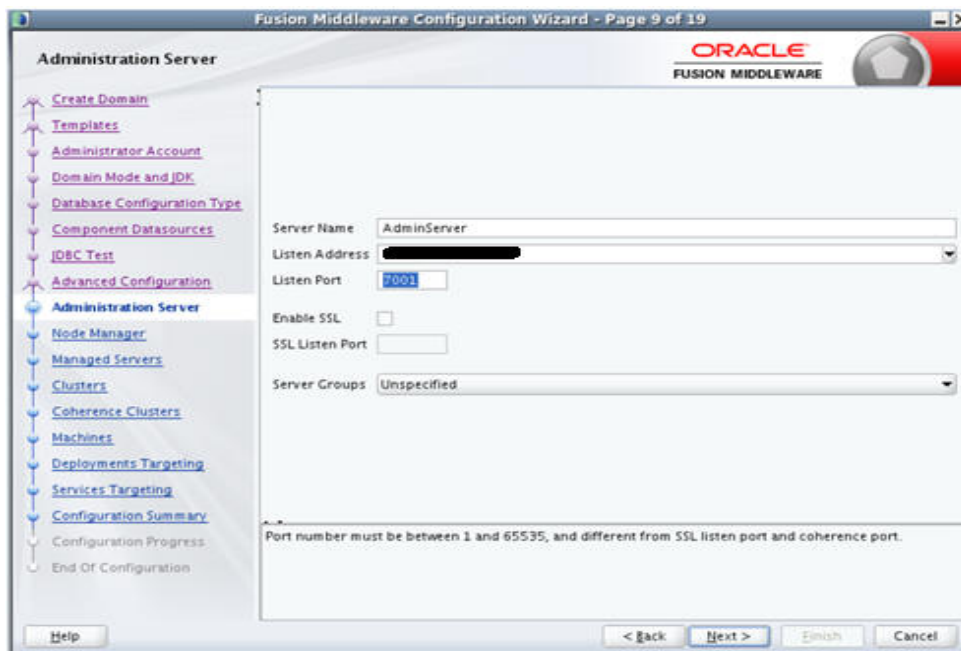 Fusion Middleware Configuration Wizard - Page 9 of 19
Administration Server
ORACLE
FUSION MIDDLEWARE
Create Domain
Templates
Administrator Account
Domain Mode and JDK
Database Configuration Type
Component Datasources
JDBC Test
Advanced Configuration
Administration Server
Node Manager
Managed Servers
Clusters
Coherence Clusters
Machines
Deployments Targeting
Services Targeting
Configuration Summary
Configuration Progress
End Of Configuration
Server Name AdminServer
Listen Address
Listen Port 7001
Enable SSL
SSL Listen Port
Server Groups Unspecified
Port number must be between 1 and 65535, and different from SSL listen port and coherence port.
Help < Back Next > Finish Cancel